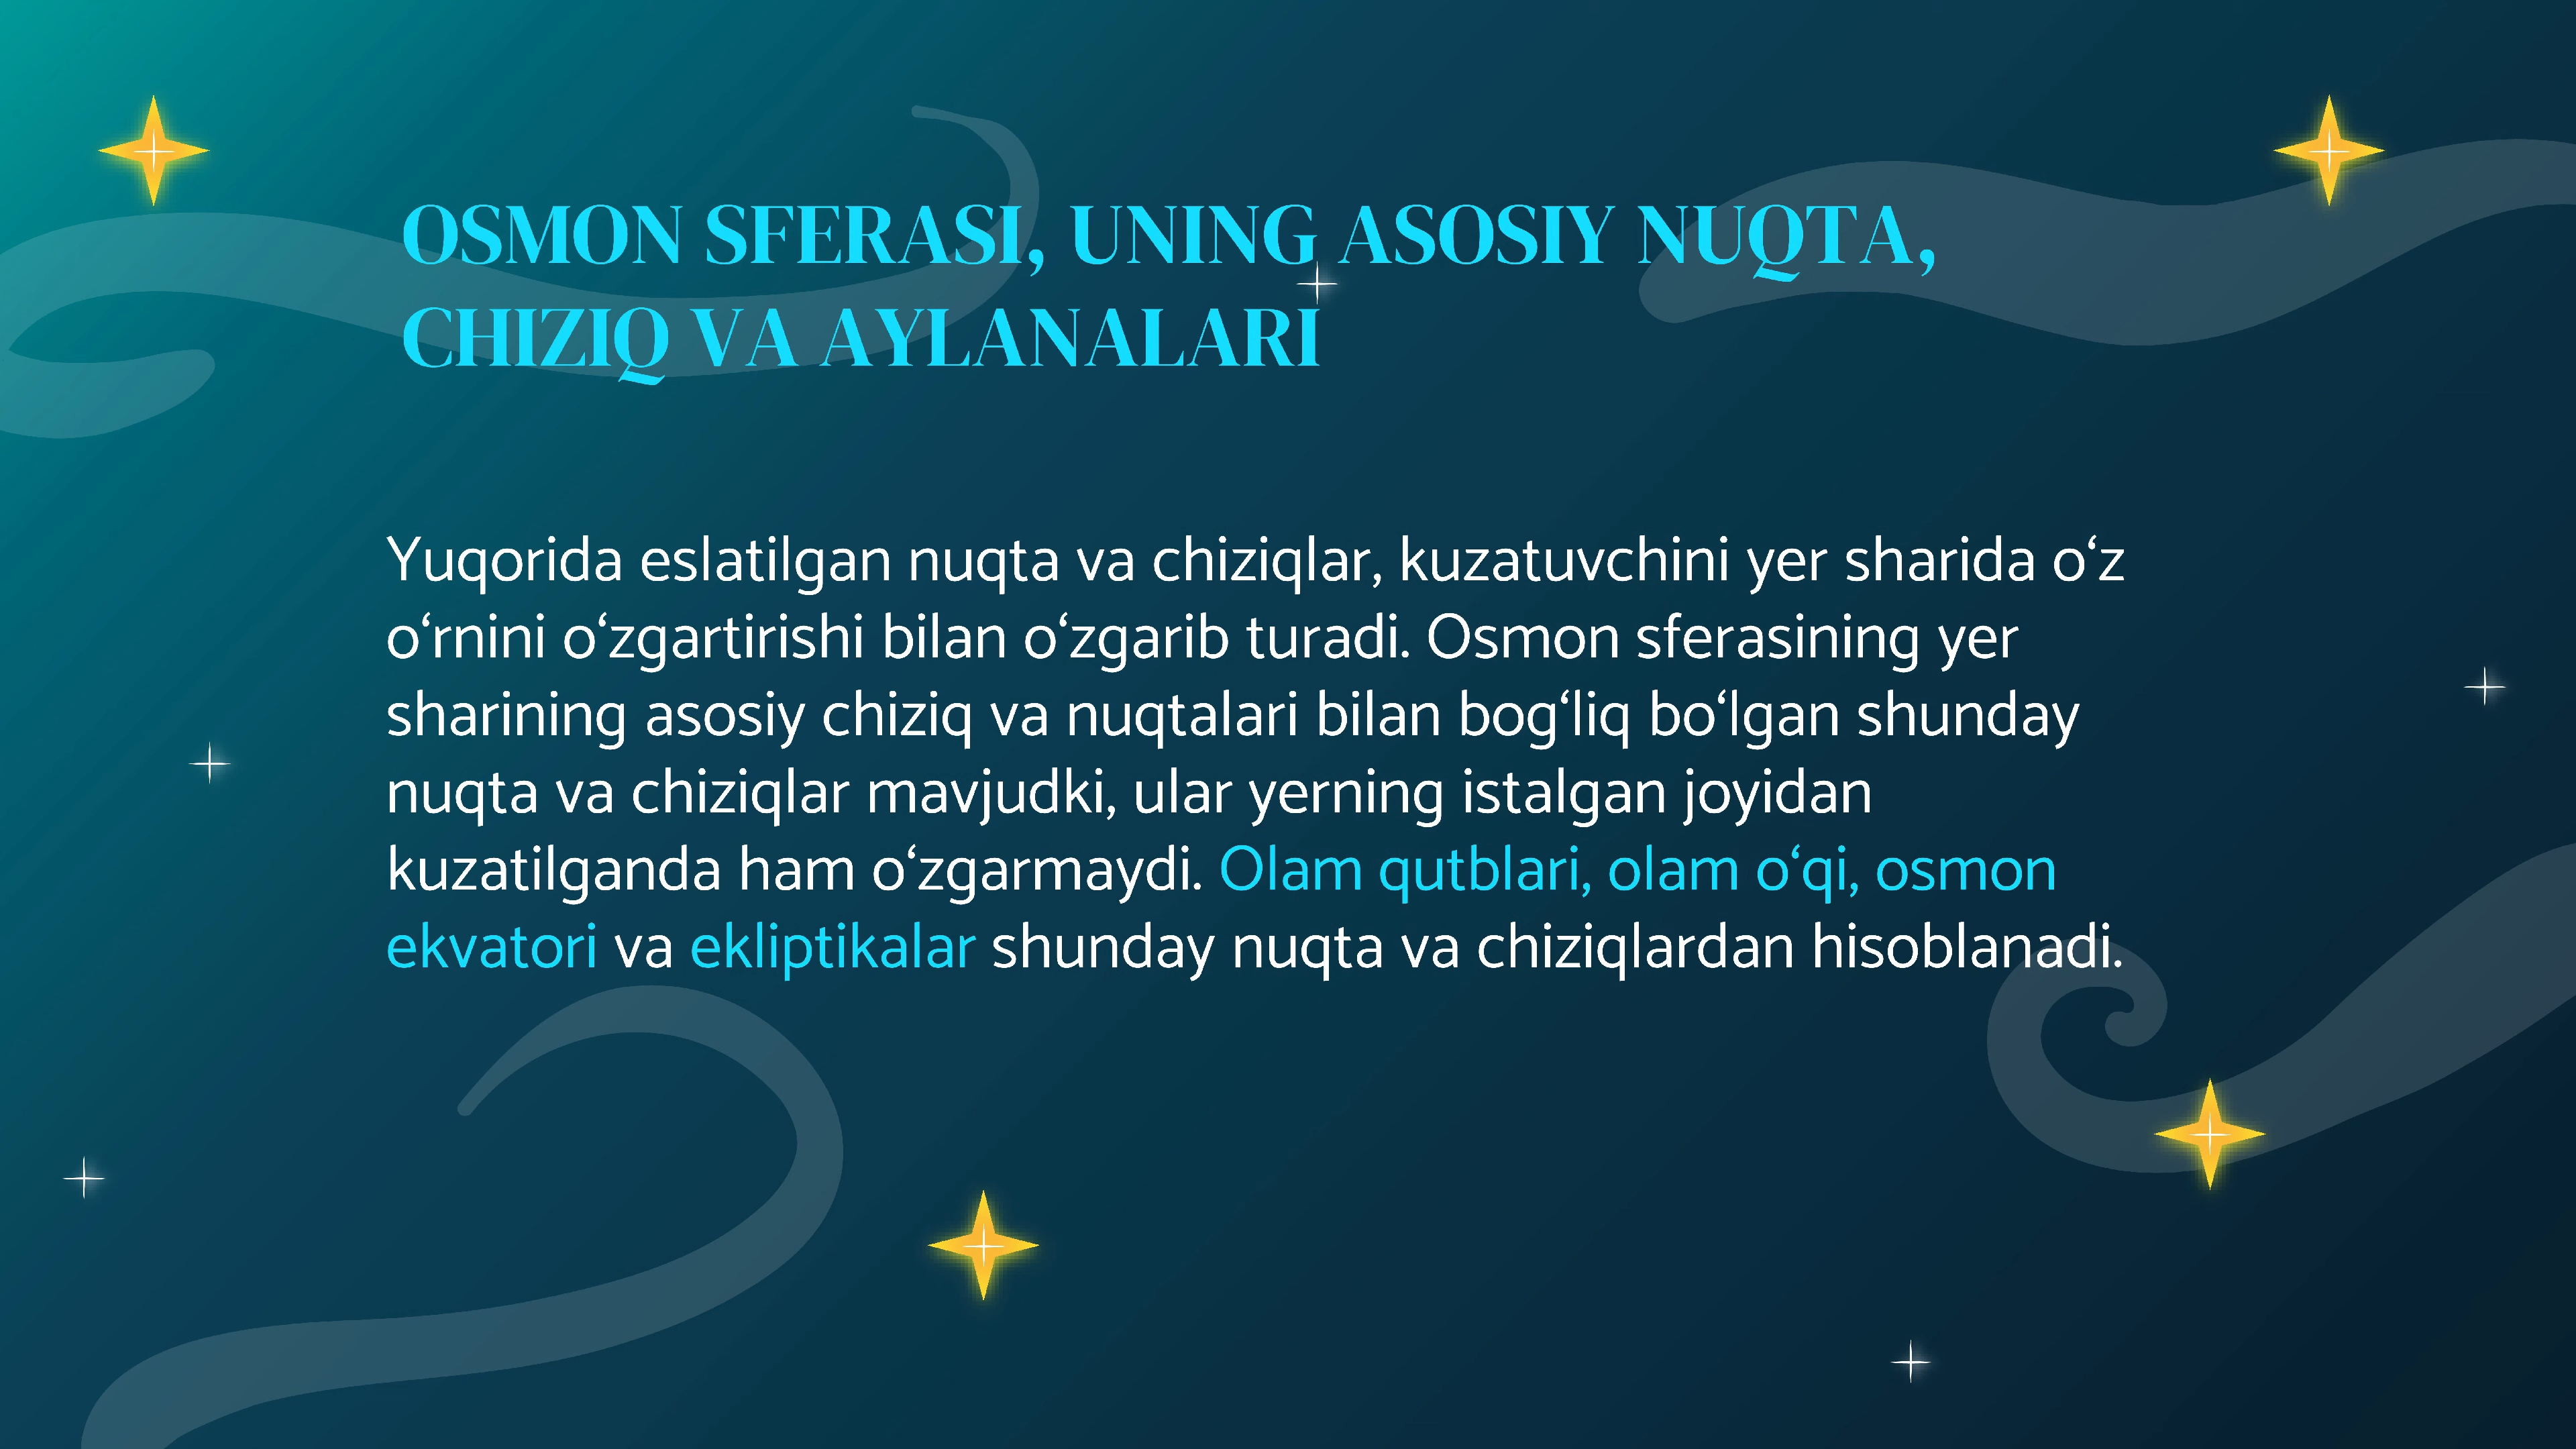 OSMON SFERASI, UNING ASOSIY NUQTA,
CHIZIQ VA AYLANALARI
Yuqorida eslatilgan nuqta va chiziqlar, kuzatuvchini yer sharida o‘z
o‘rnini o‘zgartirishi bilan o‘zgarib turadi. Osmon sferasining yer
sharining asosiy chiziq va nuqtalari bilan bog‘liq bo‘lgan shunday
nuqta va chiziqlar mavjudki, ular yerning istalgan joyidan
kuzatilganda ham o‘zgarmaydi. Olam qutblari, olam o‘qi, osmon
ekvatori va ekliptikalar shunday nuqta va chiziqlardan hisoblanadi.